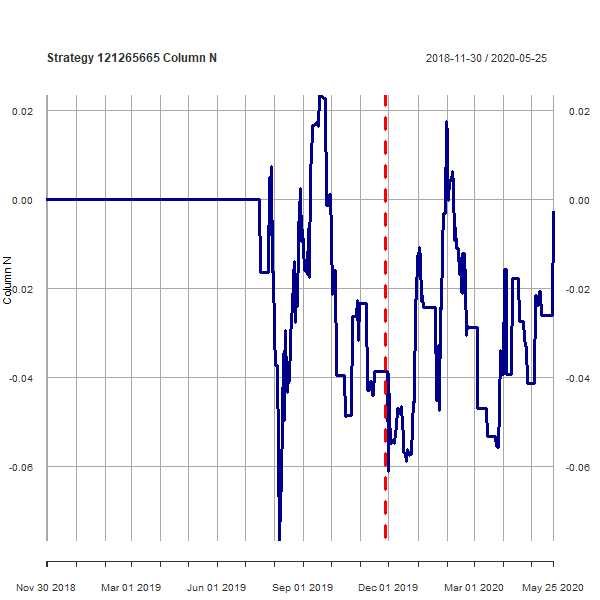 Strategy 121265665 Column N
2018-11-30 / 2020-05-25
0.02
0.02
0.00
0.00
Column N
-0.02
-0.02
-0.04
-0.04
-0.06
-0.06
Nov 30 2018
Mar 01 2019
Jun 01 2019
Sep 01 2019
Dec 01 2019
Mar 01 2020
May 25 2020